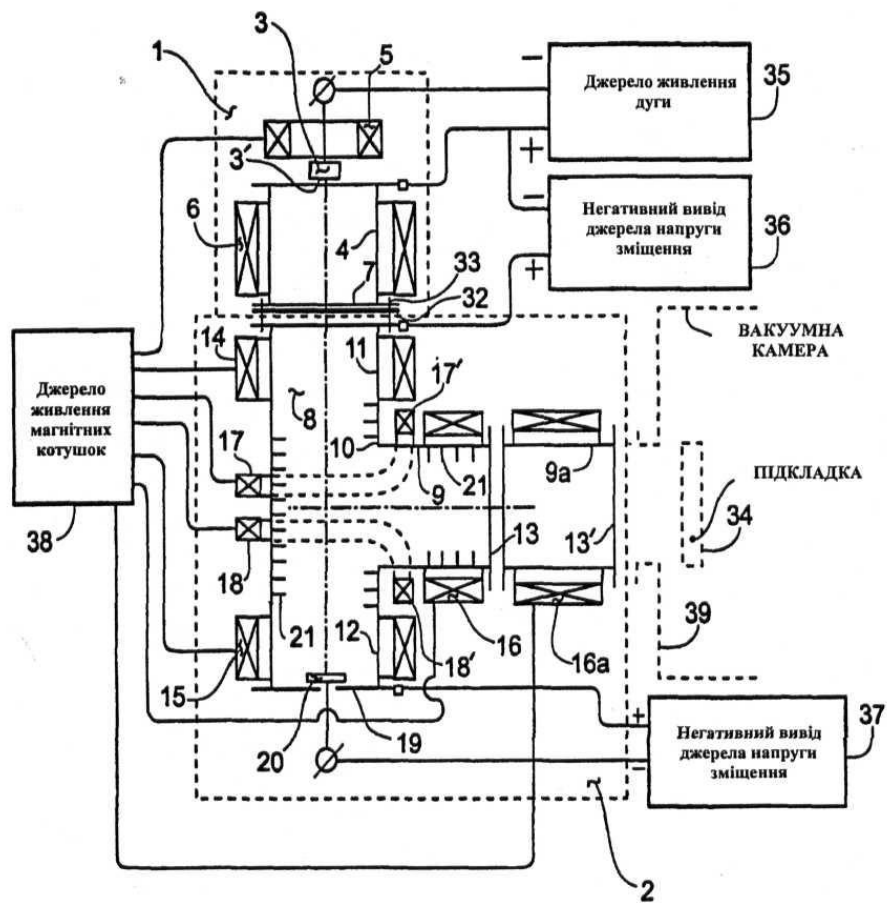 3
5
1
−
Джерело живлення
дуги
35
3′
+
−
Негативний вивід
джерела напруги
зміщення
36
+
6
4
7
33
32
14
11
17′
ВАКУУМНА
КАМЕРА
Джерело
живлення
магнітних
котушок
38
8
10
17
9
21
9a
ПІДКЛАДКА
18
13
13′
34
21
12
39
15
18′
16
16a
20
19
+
Негативний вивід
джерела напруги
зміщення
37
−
2